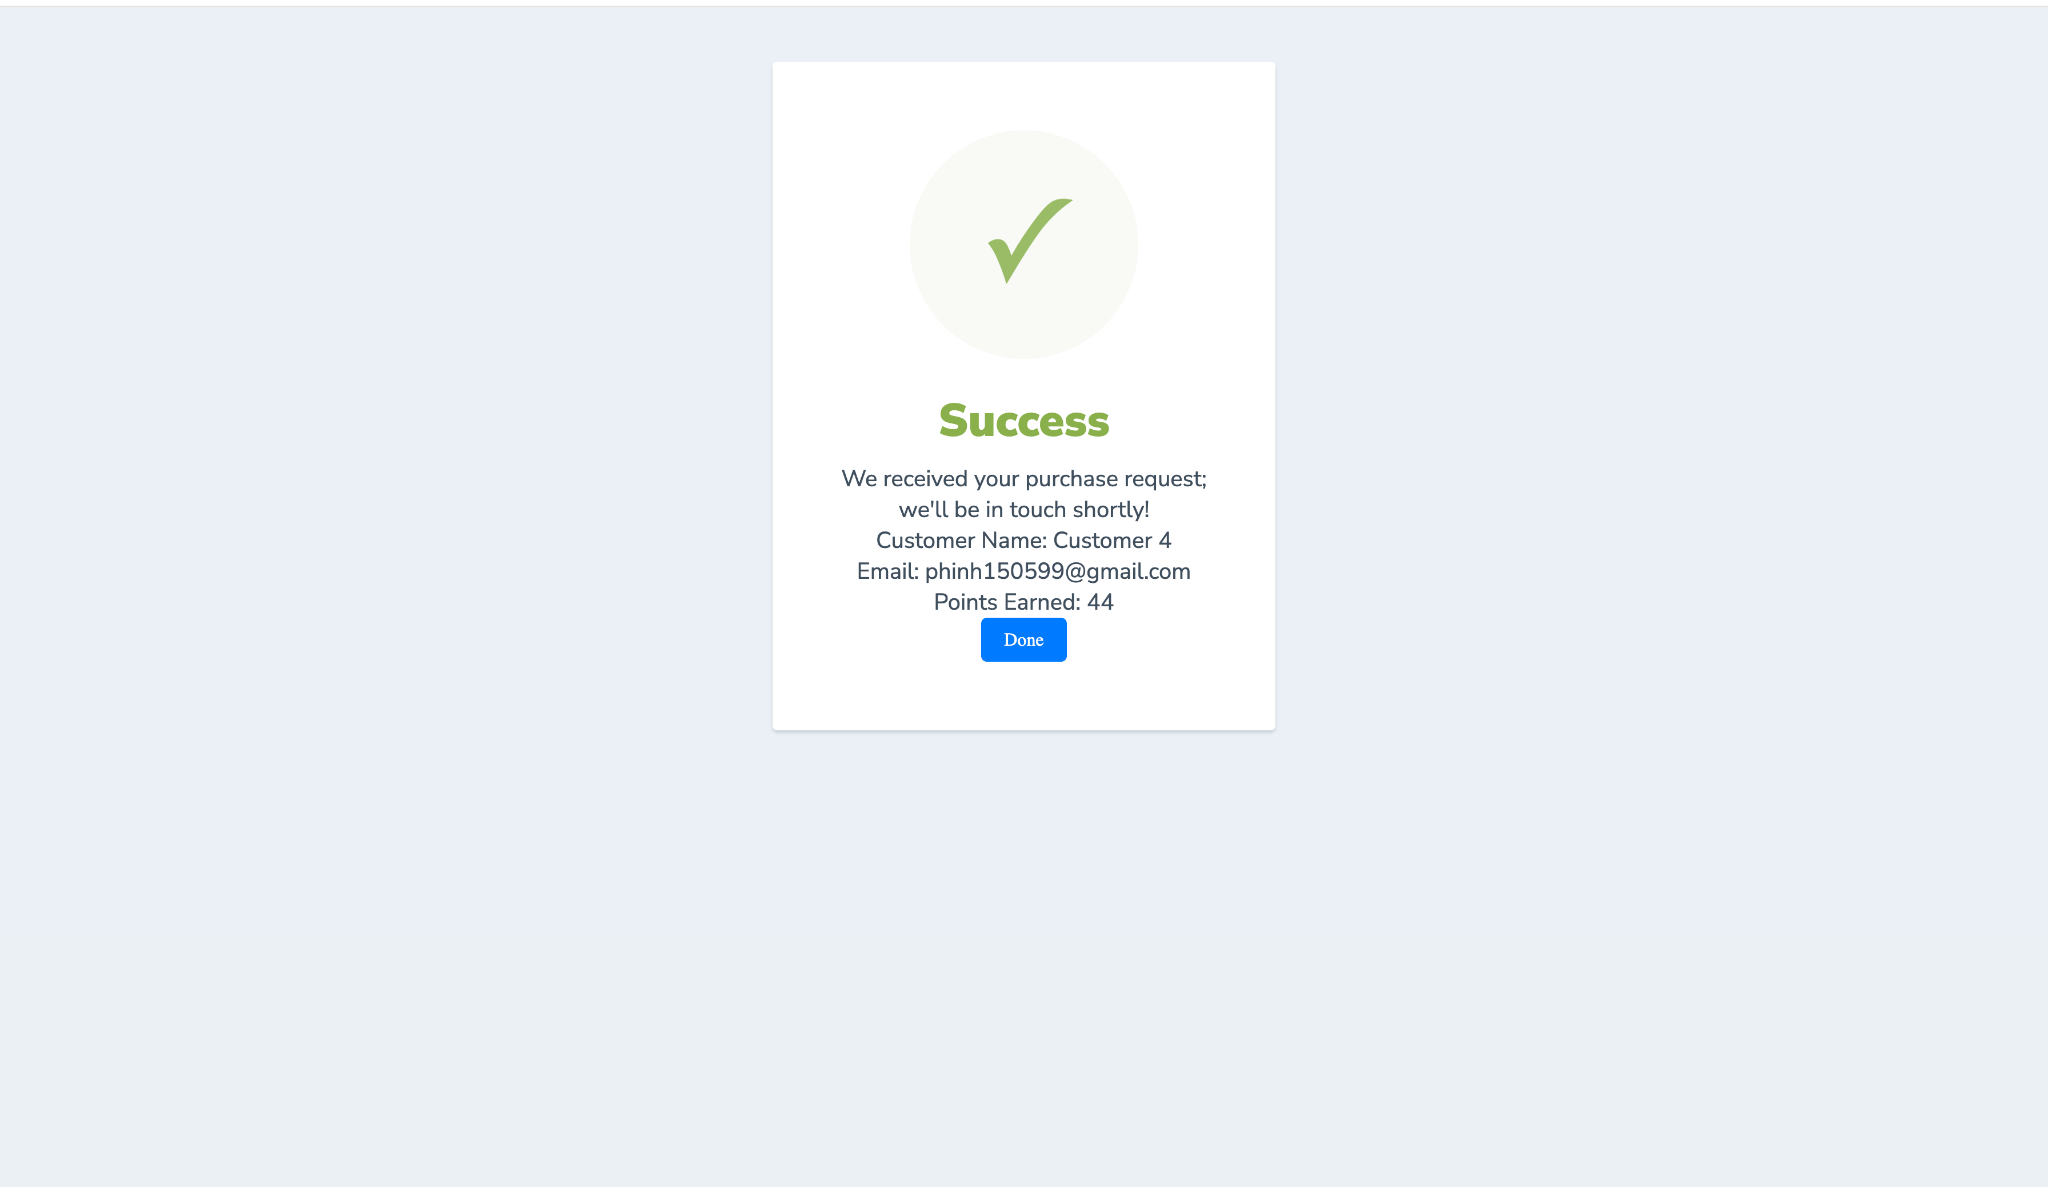 Success
We received your purchase request;
we'll be in touch shortly!
Customer Name: Customer 4
Email: phinh150599@gmail.com
Points Earned: 44
Done